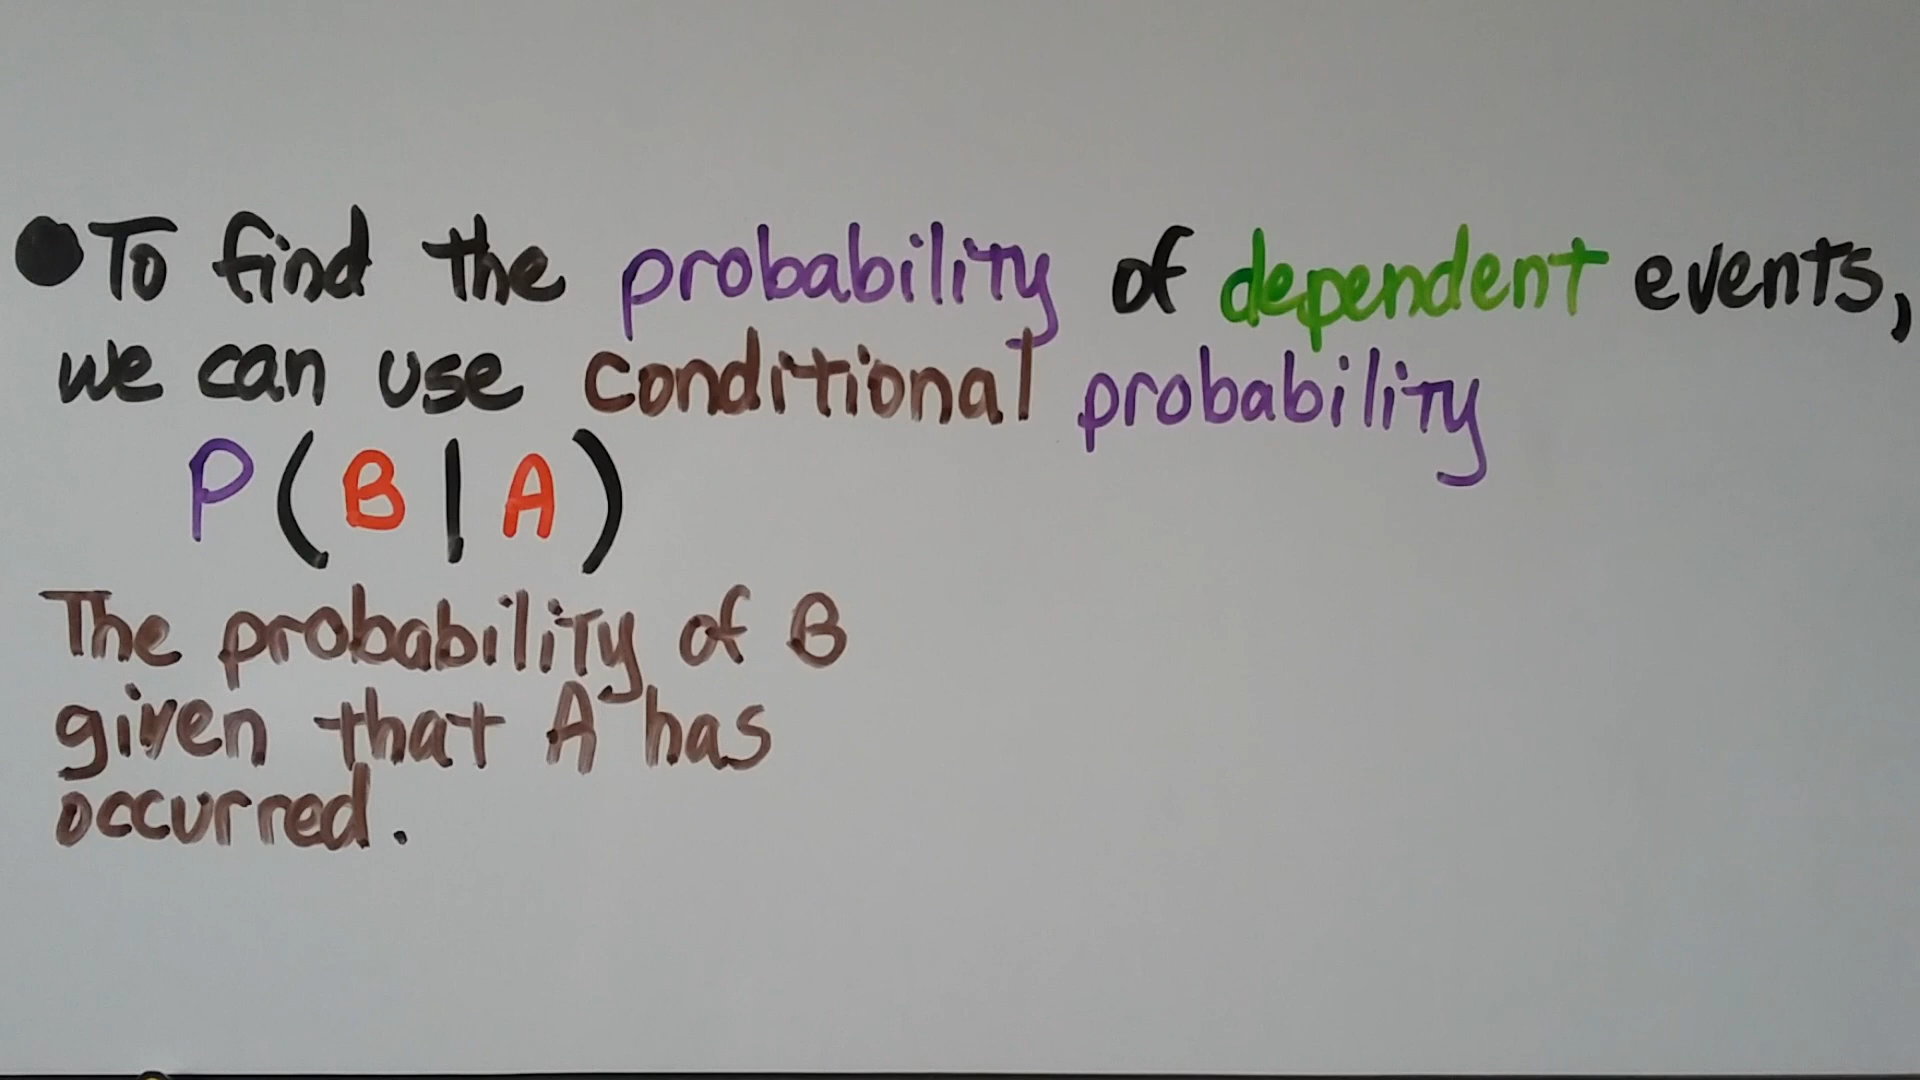 ●To find the probability of dependent events,
we can use conditional probability
P(B|A)
The probability of B
given that A has
occurred.